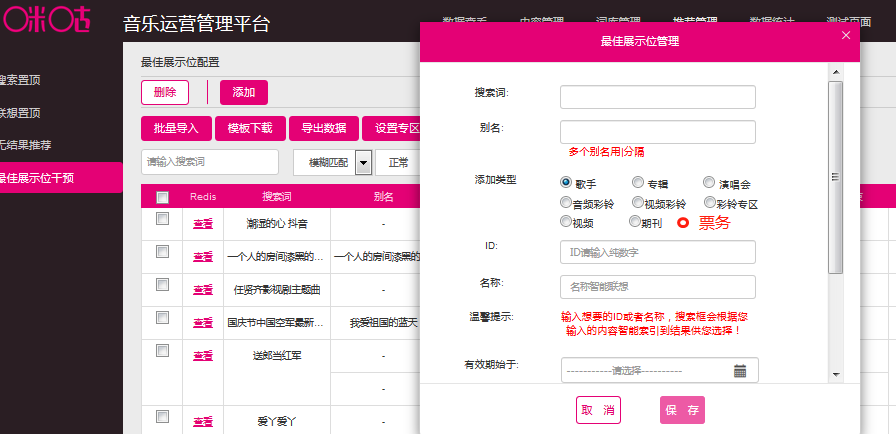 咪咕
音乐运营管理平台
内容管理
词库管理
推荐管理
数据统计
测试页面
搜索置顶
联想置顶
无结果推荐
最佳展示位干预
最佳展示位配置
删除
添加
批量导入
模板下载
导出数据
设置专区
请输入搜索词
模糊匹配
正常
Redis
搜索词
别名
查看
潮湿的心 抖音
-
查看
一个人的房间漆黑的...
一个人的房间漆黑的
查看
任贤齐影视剧主题曲
-
查看
国庆节中国空军最新...
我爱祖国的蓝天
查看
送郎当红军
-
-
查看
爱丫爱丫
-
最佳展示位管理
×
搜索词:
别名:
多个别名用|分隔
添加类型
歌手
专辑
演唱会
音频彩铃
视频彩铃
彩铃专区
视频
期刊
票务
ID:
ID请输入纯数字
名称:
名称智能联想
温馨提示:
输入想要的ID或者名称，搜索框会根据您
输入的内容智能索引到结果供您选择！
有效期始于:
-----------请选择----------
取 消
保 存